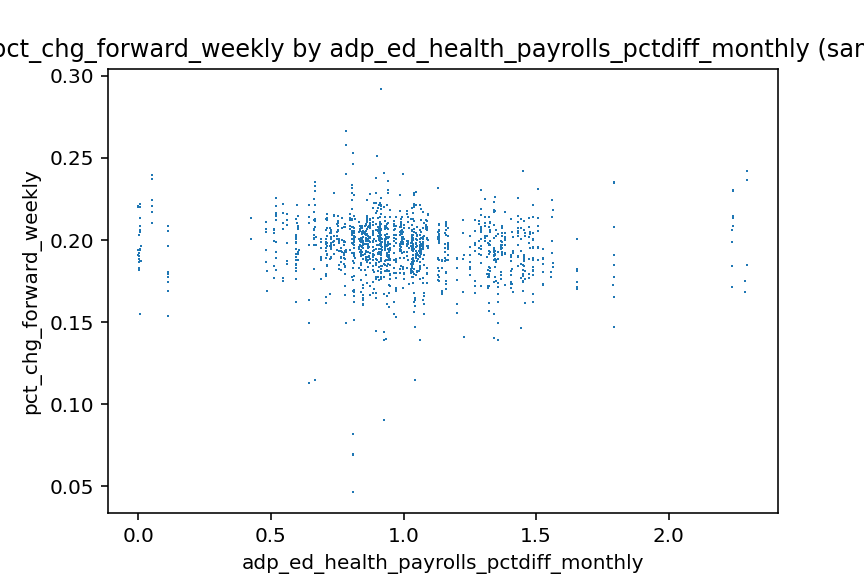 pct_chg_forward_weekly by adp_ed_health_payrolls_pctdiff_monthly (sam
0.30
0.25
0.20
0.15
0.10
0.05
pct_chg_forward_weekly
0.0 0.5 1.0 1.5 2.0
adp_ed_health_payrolls_pctdiff_monthly